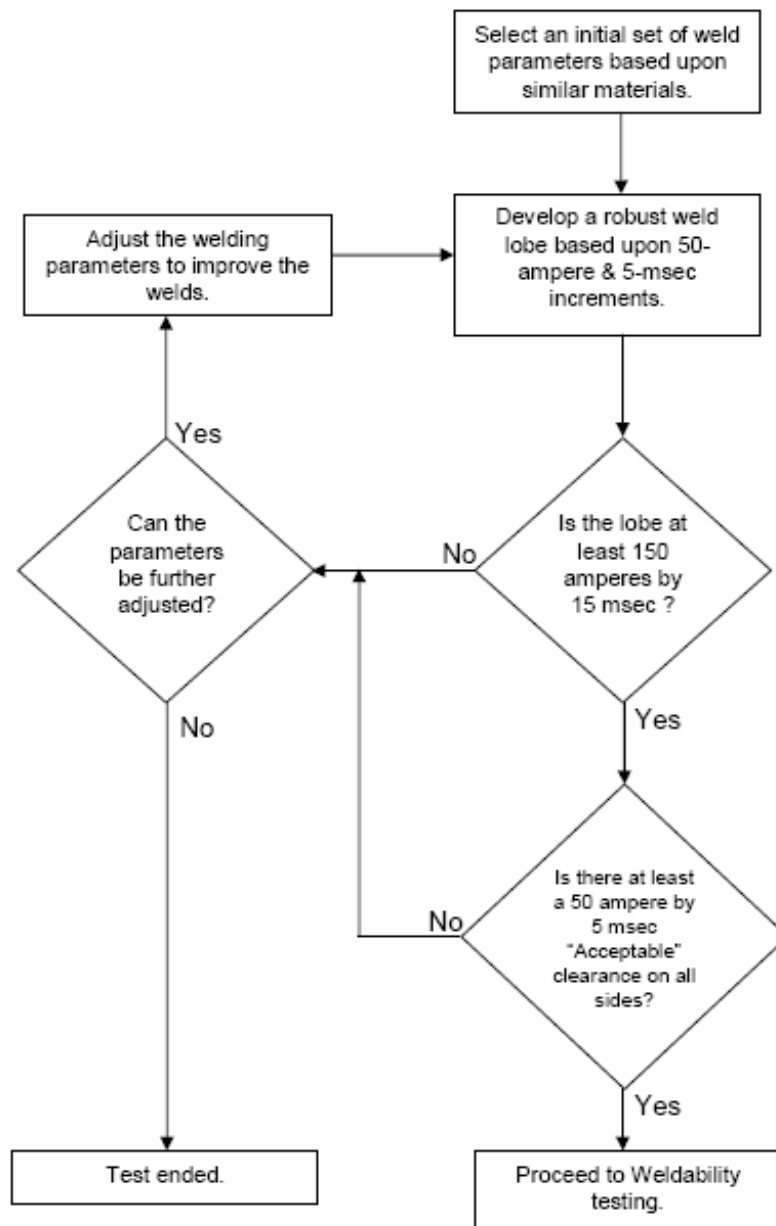 Select an initial set of weld
parameters based upon
similar materials.
Adjust the welding
parameters to improve the
welds.
Develop a robust weld
lobe based upon 50-
ampere & 5-msec
increments.
Yes
Can the
parameters
be further
adjusted?
No
Is the lobe at
least 150
amperes by
15 msec ?
No
Yes
Is there at least
a 50 ampere by
5 msec
“Acceptable”
clearance on all
sides?
No
Yes
Test ended.
Proceed to Weldability
testing.